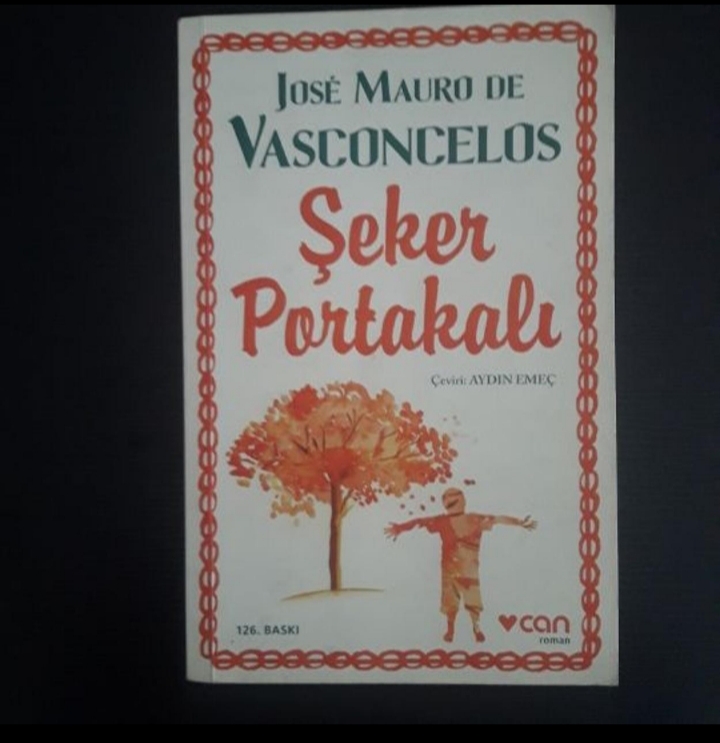 JOSÉ MAURO DE
VASCONCELOS
Şeker
Portakalı
Çeviri: AYDIN EMEÇ
126. BASKI
can
roman